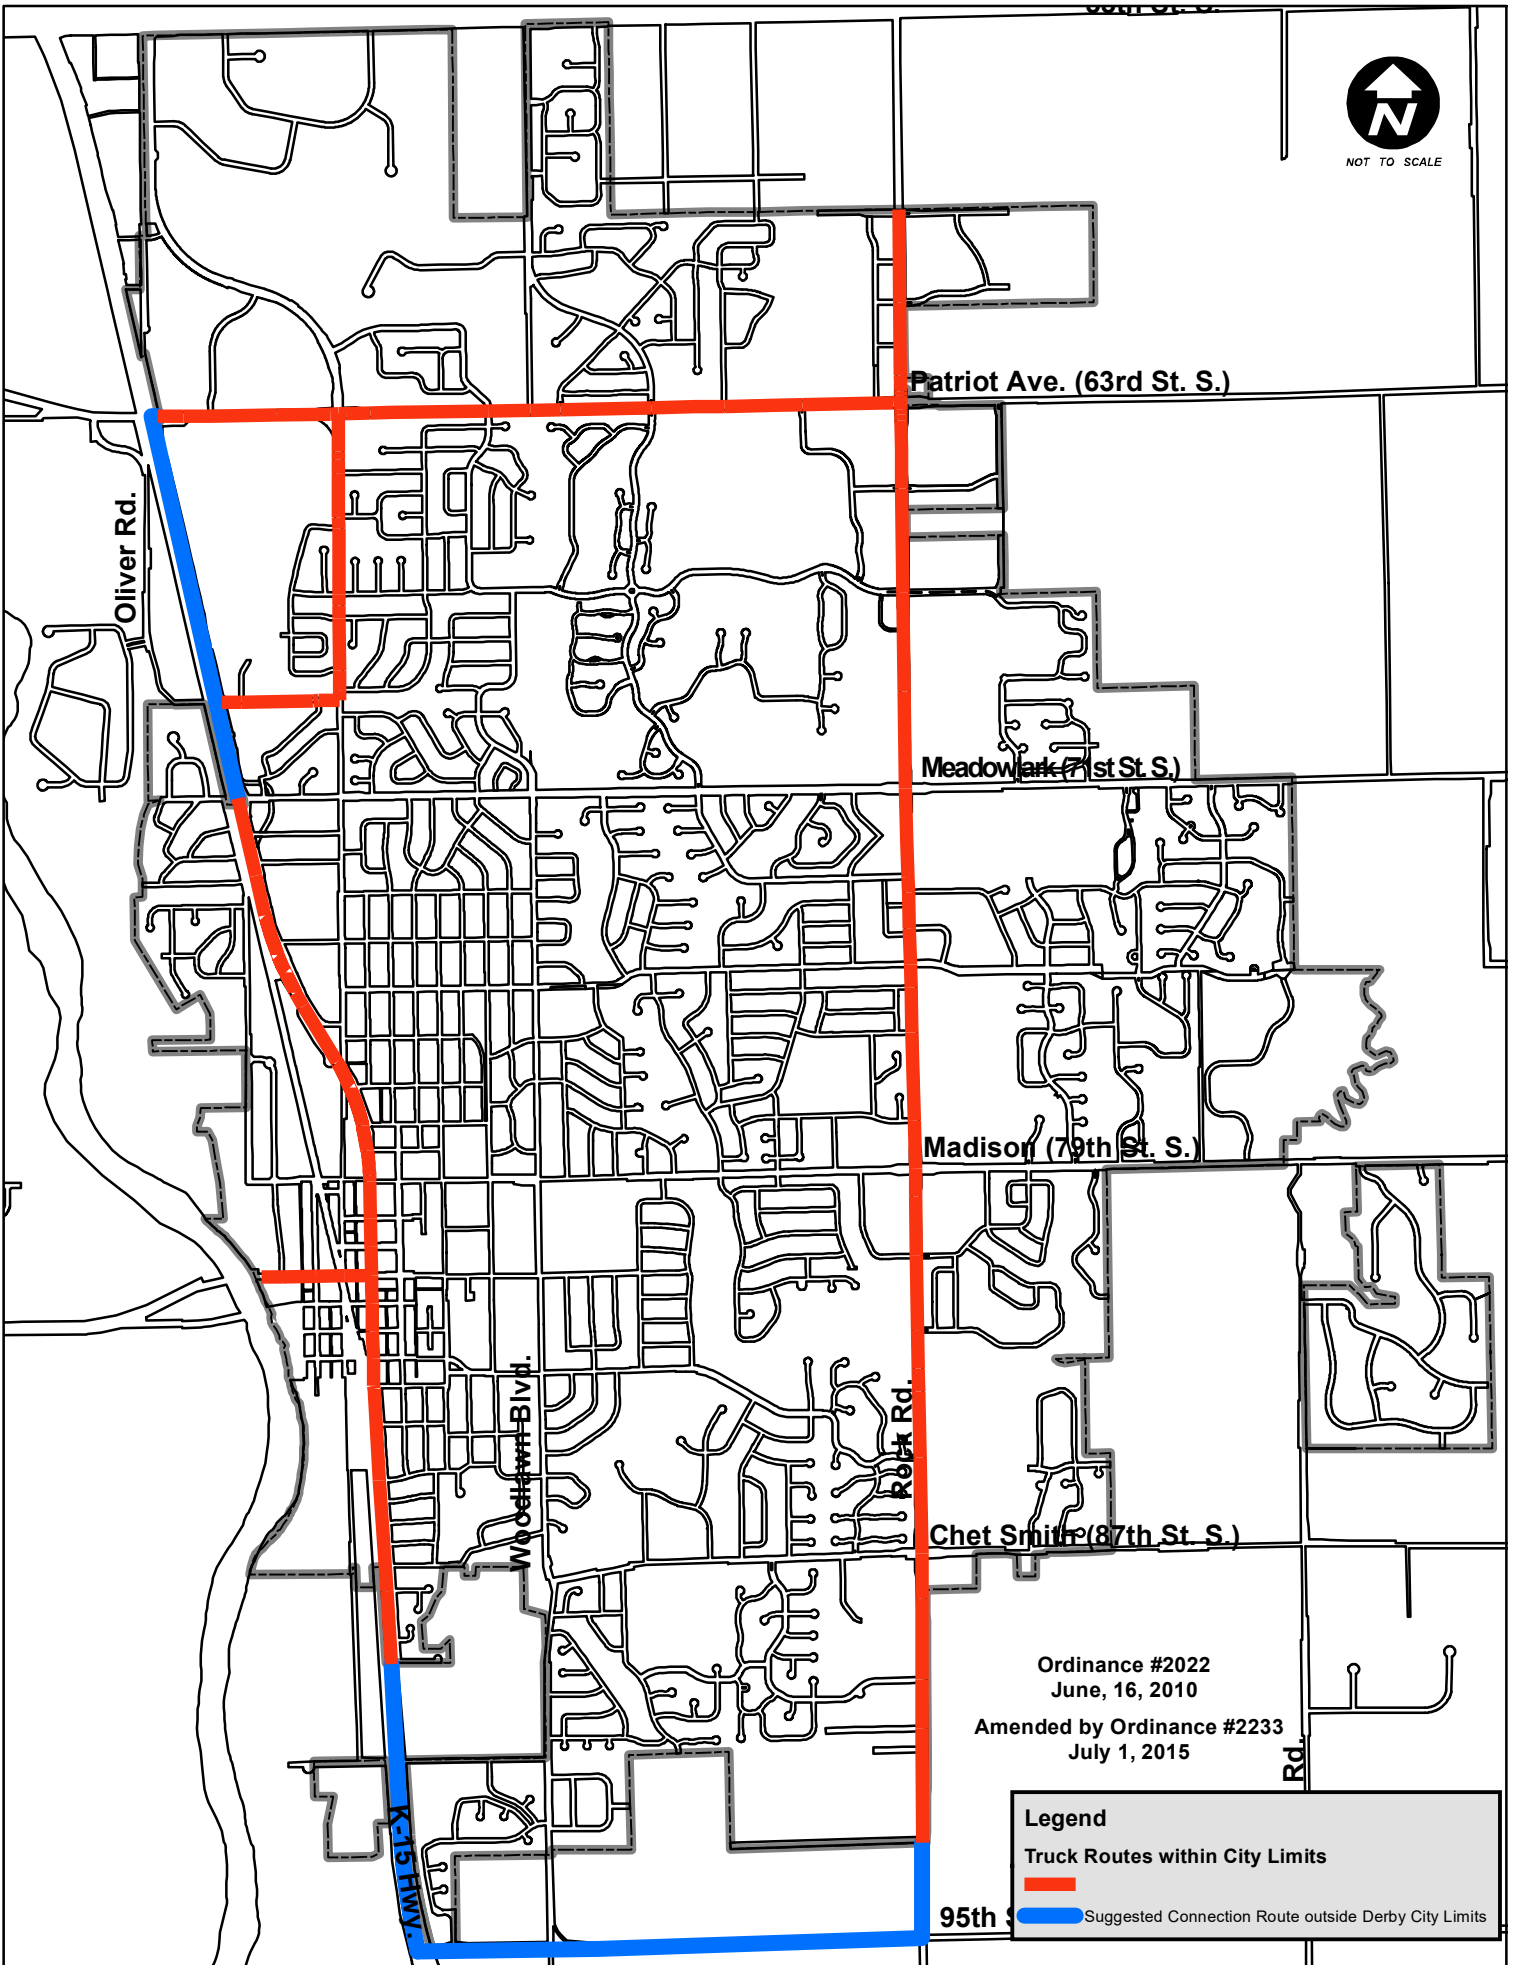 N
NOT TO SCALE
Patriot Ave. (63rd St. S.)
Oliver Rd.
Meadowlark (71st St. S.)
Madison (79th St. S.)
Woodlawn Blvd.
Rock Rd.
Chet Smith (87th St. S.)
Ordinance #2022
June, 16, 2010
Amended by Ordinance #2233
July 1, 2015
Rd.
K-15 Hwy.
95th
Legend
Truck Routes within City Limits
Suggested Connection Route outside Derby City Limits